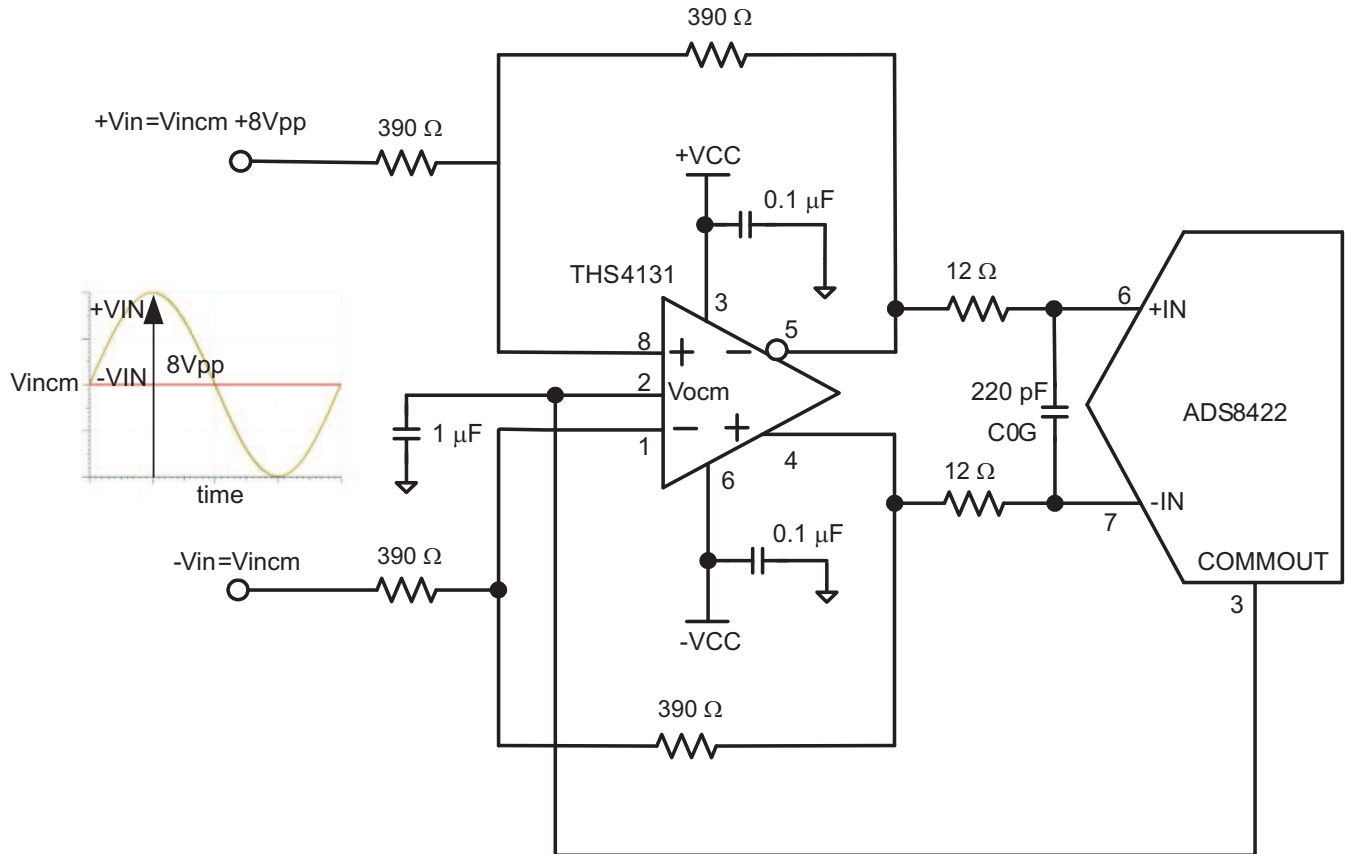 390 Ω
+Vin=Vincm +8Vpp
390 Ω
+VCC
0.1 μF
THS4131
3
12 Ω
6
+IN
5
8
+
−
+VIN
8Vpp
Vincm
-VIN
2
Vocm
220 pF
C0G
ADS8422
1 μF
1
−
+
4
12 Ω
time
6
7
-IN
0.1 μF
-Vin=Vincm
390 Ω
COMMOUT
3
-VCC
390 Ω